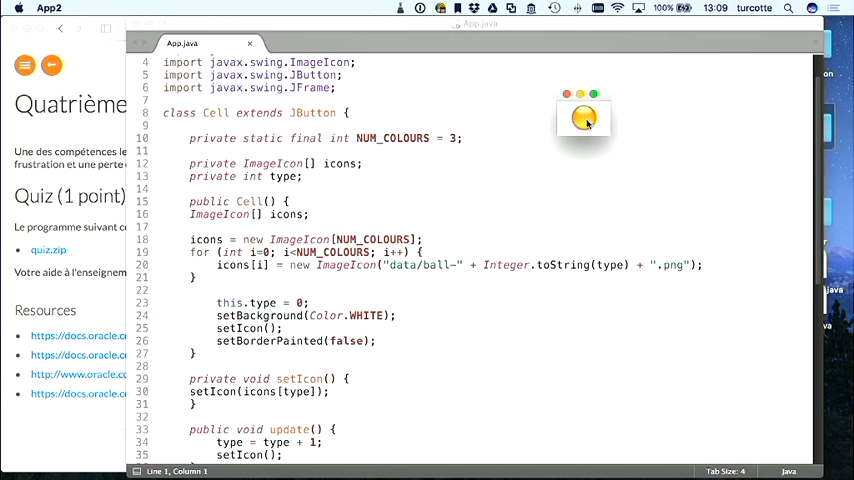 App2
100%
13:09
turcotte
App.java
App.java
4 import javax.swing.ImageIcon;
5 import javax.swing.JButton;
6 import javax.swing.JFrame;
7
8 class Cell extends JButton {
9
10 private static final int NUM_COLOURS = 3;
11
12 private ImageIcon[] icons;
13 private int type;
14
15 public Cell() {
16 ImageIcon[] icons;
17
18 icons = new ImageIcon[NUM_COLOURS];
19 for (int i=0; i<NUM_COLOURS; i++) {
20 icons[i] = new ImageIcon("data/ball-" + Integer.toString(type) + ".png");
21 }
22
23 this.type = 0;
24 setBackground(Color.WHITE);
25 setIcon();
26 setBorderPainted(false);
27 }
28
29 private void setIcon() {
30 setIcon(icons[type]);
31 }
32
33 public void update() {
34 type = type + 1;
35 setIcon();
Line 1, Column 1
Tab Size: 4
Java
Quatrième
Une des compétences le
frustration et une perte d
Quiz (1 point)
Le programme suivant co
quiz.zip
Votre aide à l'enseignem
Resources
https://docs.oracle.c
https://docs.oracle.c
http://www.oracle.c
https://docs.oracle.c
on
java
va